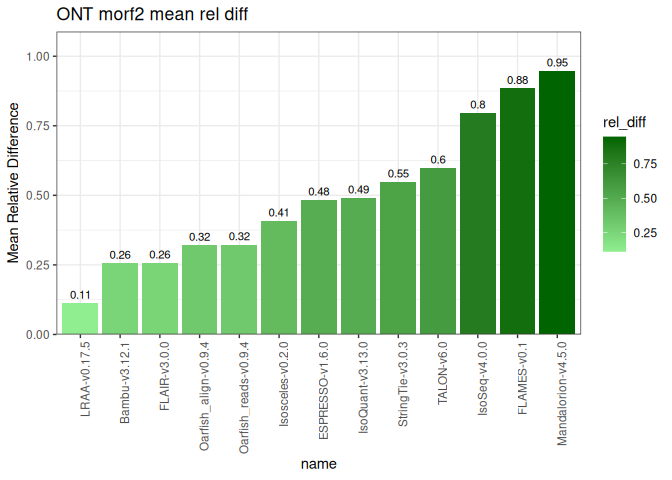 ONT morf2 mean rel diff
Mean Relative Difference
1.00
0.75
0.50
0.25
0.00
0.11
0.26
0.26
0.32
0.32
0.41
0.48
0.49
0.55
0.6
0.8
0.88
0.95
LRAA-v0.17.5
Bambu-v3.12.1
FLAIR-v3.0.0
Oarfish_align-v0.9.4
Oarfish_reads-v0.9.4
Isosceles-v0.2.0
ESPRESSO-v1.6.0
IsoQuant-v3.13.0
StringTie-v3.0.3
TALON-v6.0
IsoSeq-v4.0.0
FLAMES-v0.1
Mandalorion-v4.5.0
name
rel_diff
0.75
0.50
0.25